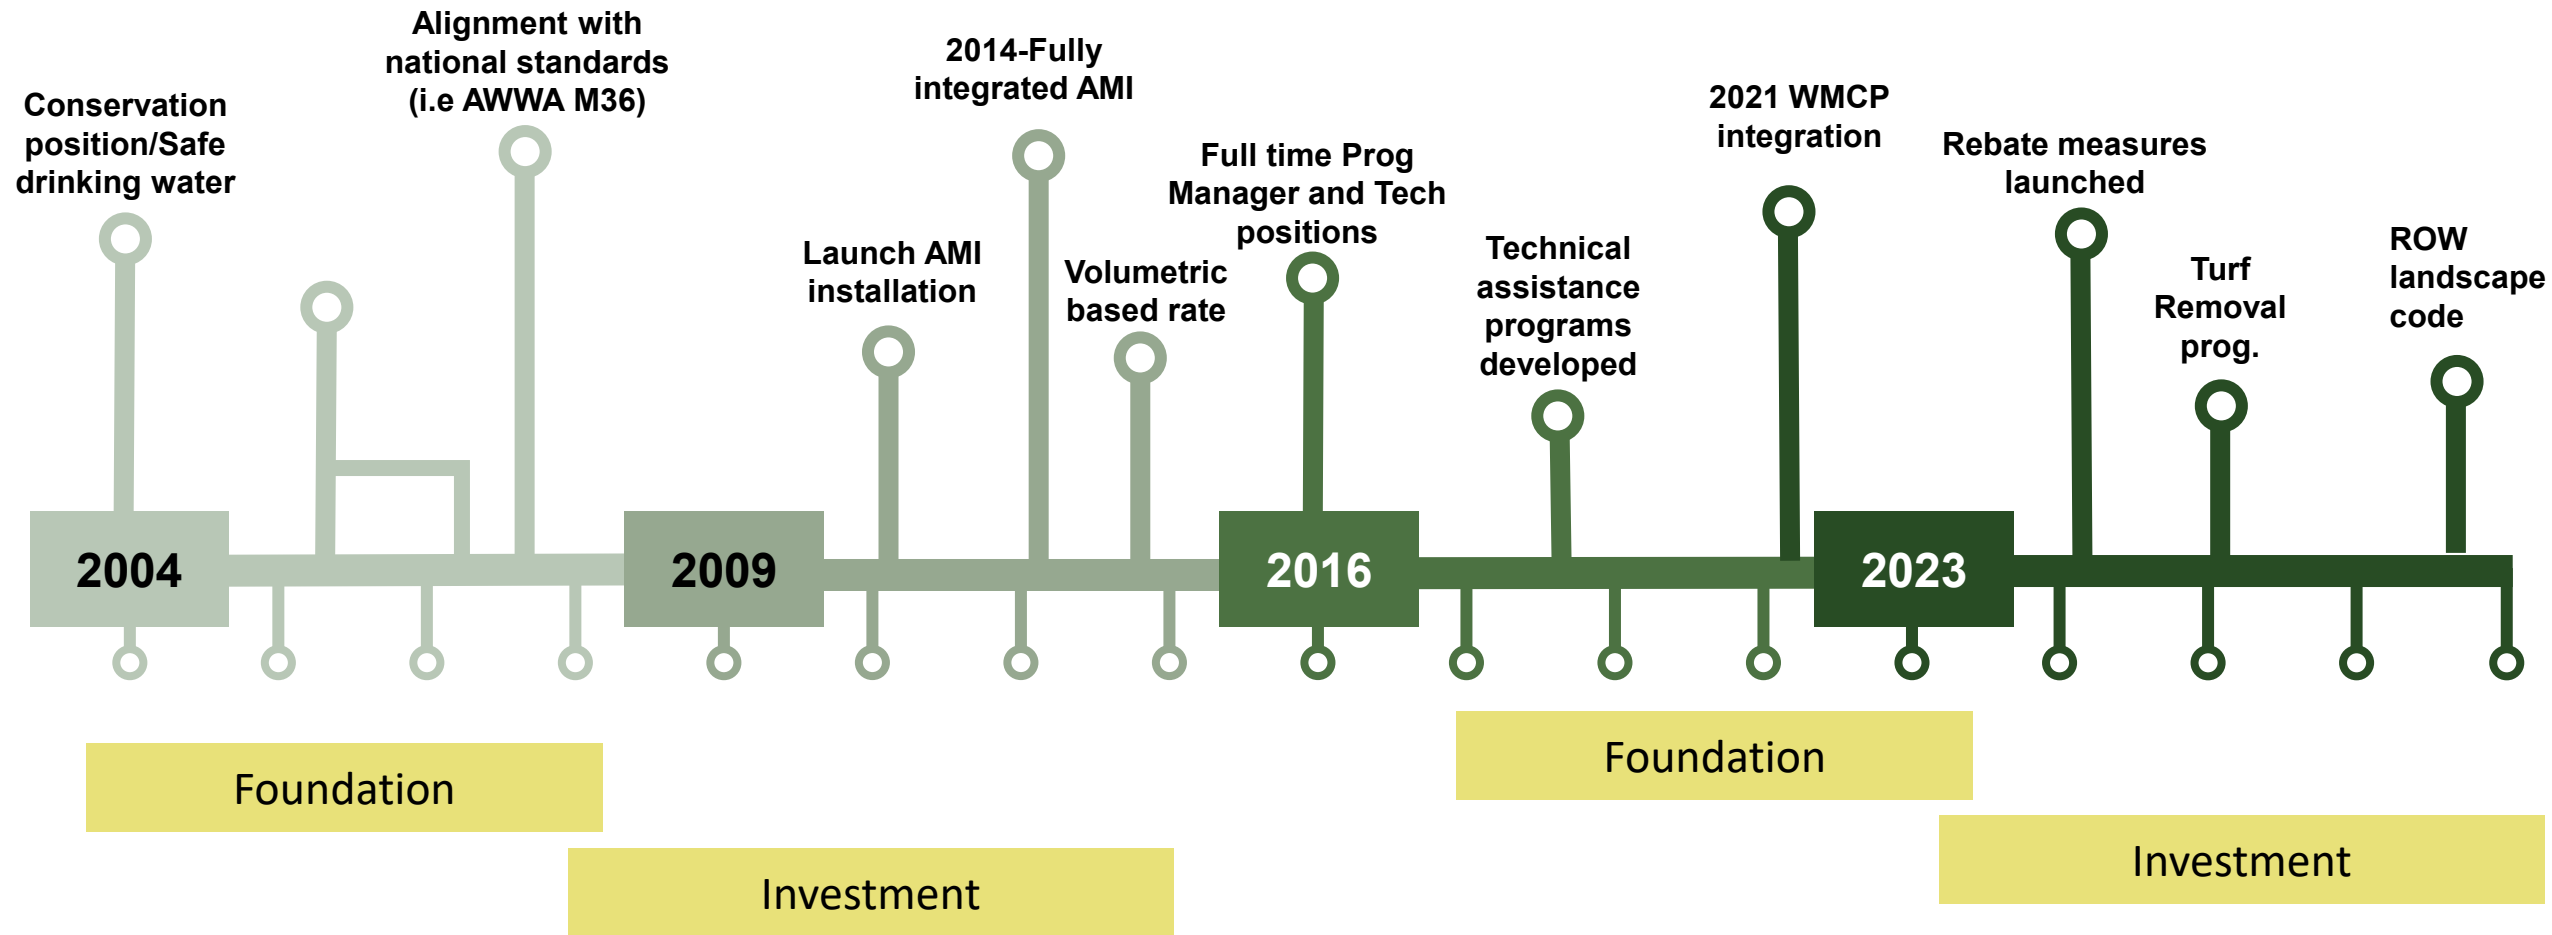 Conservation
position/Safe
drinking water
Alignment with
national standards
(i.e AWWA M36)
Launch AMI
installation
2014-Fully
integrated AMI
Volumetric
based rate
Full time Prog
Manager and Tech
positions
Technical
assistance
programs
developed
2021 WMCP
integration
Rebate measures
launched
Turf
Removal
prog.
ROW
landscape
code
2004
2009
2016
2023
Foundation
Investment
Foundation
Investment